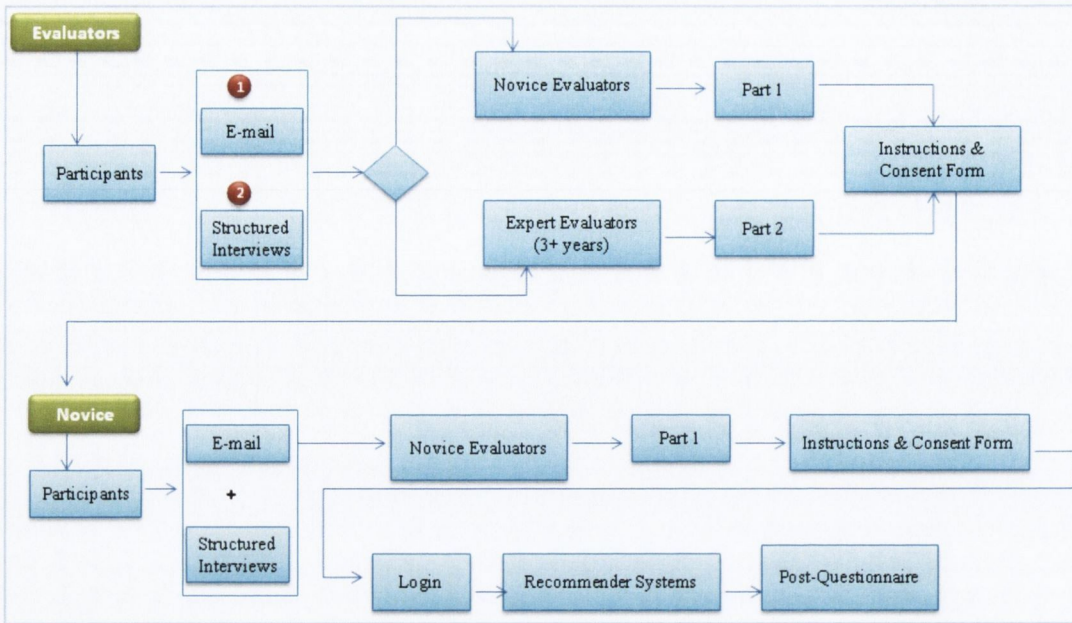 Evaluators
Participants
1
E-mail
2
Structured
Interviews
Novice Evaluators
Part 1
Expert Evaluators
(3+ years)
Part 2
Instructions &
Consent Form
Novice
Participants
E-mail
+
Structured
Interviews
Novice Evaluators
Part 1
Instructions & Consent Form
Login
Recommender Systems
Post-Questionnaire